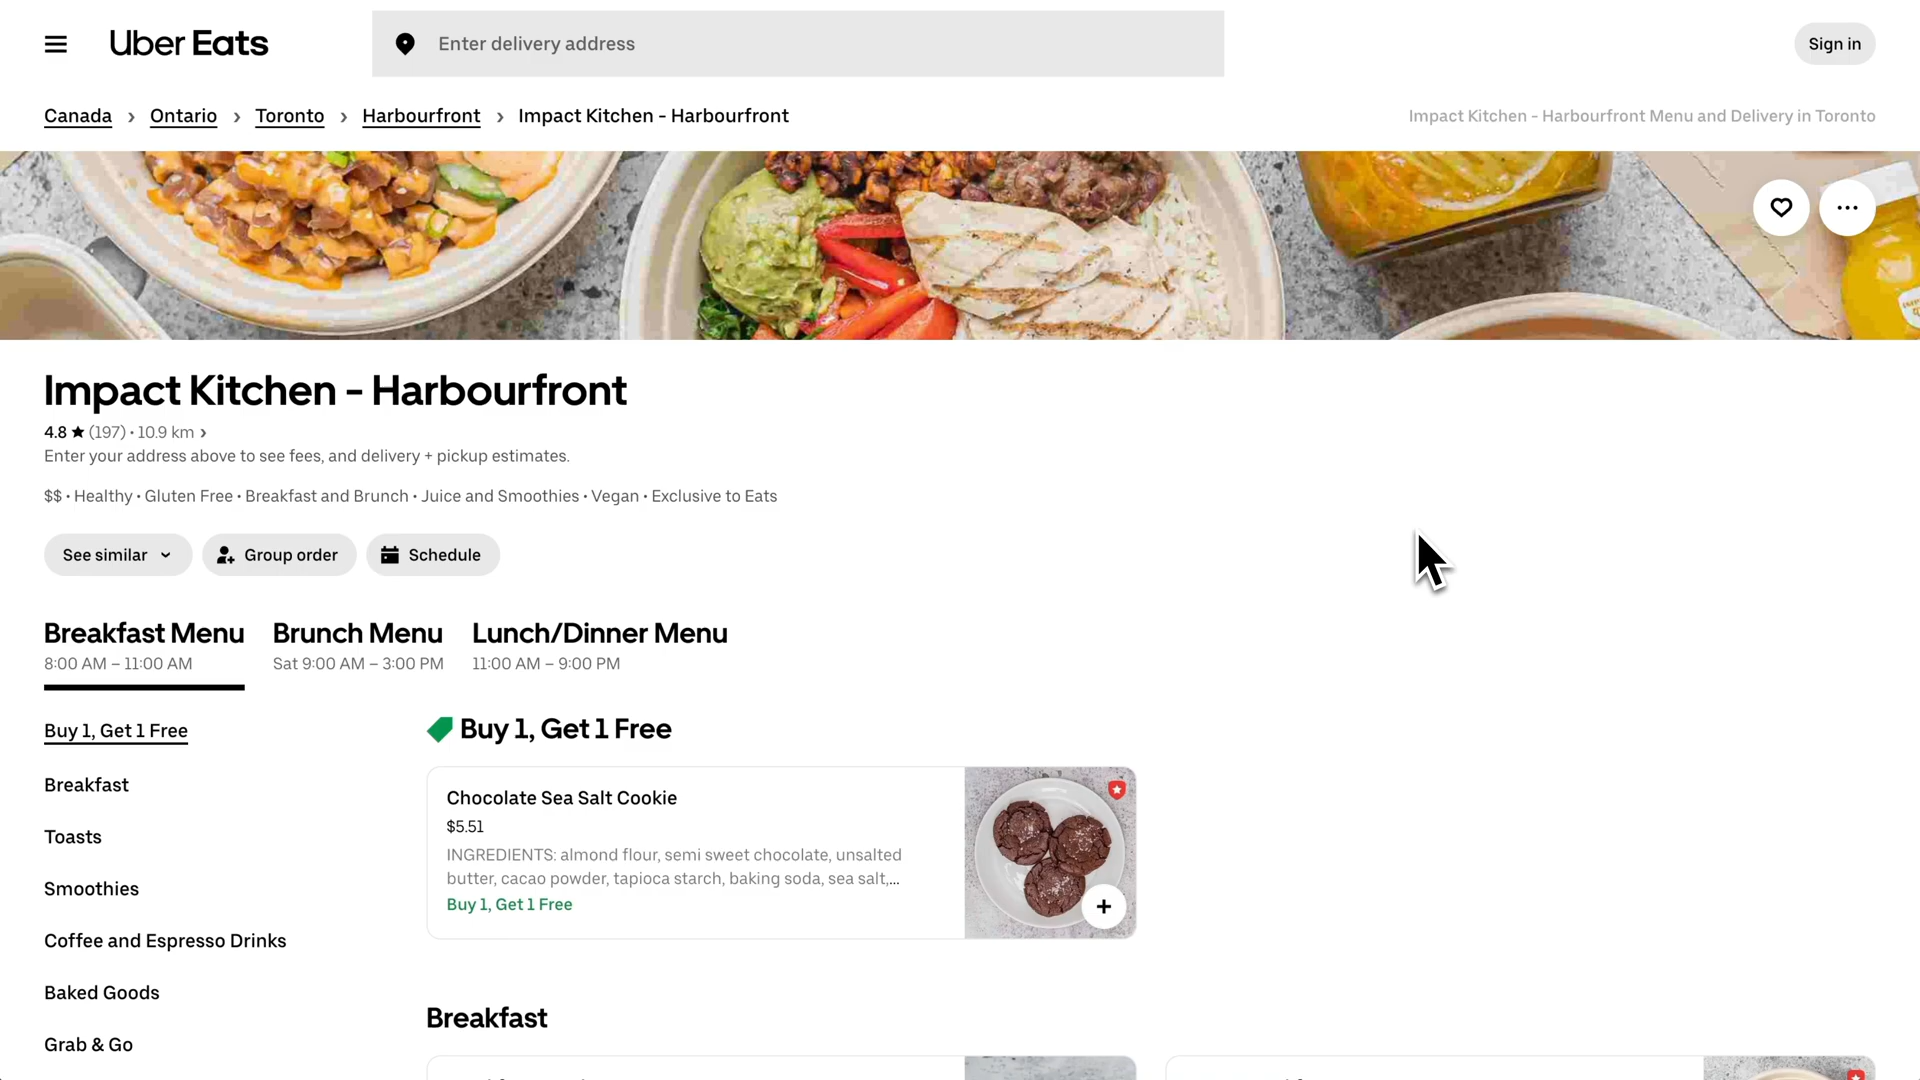 Uber Eats
Enter delivery address
Sign in
Canada › Ontario › Toronto › Harbourfront › Impact Kitchen - Harbourfront
Impact Kitchen - Harbourfront Menu and Delivery in Toronto
Impact Kitchen - Harbourfront
4.8 ★ (197) • 10.9 km ›
Enter your address above to see fees, and delivery + pickup estimates.
$$ • Healthy • Gluten Free • Breakfast and Brunch • Juice and Smoothies • Vegan • Exclusive to Eats
See similar
Group order
Schedule
Breakfast Menu
8:00 AM – 11:00 AM
Brunch Menu
Sat 9:00 AM – 3:00 PM
Lunch/Dinner Menu
11:00 AM – 9:00 PM
Buy 1, Get 1 Free
Breakfast
Toasts
Smoothies
Coffee and Espresso Drinks
Baked Goods
Grab & Go
Buy 1, Get 1 Free
Chocolate Sea Salt Cookie
$5.51
INGREDIENTS: almond flour, semi sweet chocolate, unsalted
butter, cacao powder, tapioca starch, baking soda, sea salt,...
Buy 1, Get 1 Free
Breakfast